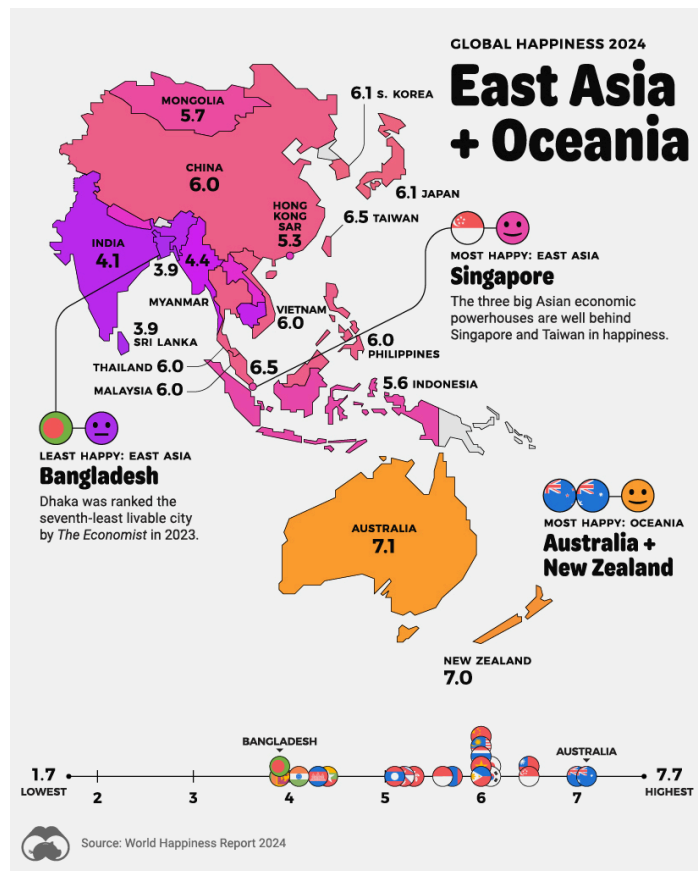 GLOBAL HAPPINESS 2024
East Asia
+ Oceania
MONGOLIA
5.7
6.1 S. KOREA
CHINA
6.0
6.1 JAPAN
HONG
KONG
SAR
5.3
6.5 TAIWAN
INDIA
4.1
4.4
3.9
MYANMAR
MOST HAPPY: EAST ASIA
Singapore
The three big Asian economic
powerhouses are well behind
Singapore and Taiwan in happiness.
VIETNAM
6.0
3.9
SRI LANKA
6.0
PHILIPPINES
THAILAND 6.0
MALAYSIA 6.0
6.5
5.6 INDONESIA
LEAST HAPPY: EAST ASIA
Bangladesh
Dhaka was ranked the
seventh-least livable city
by The Economist in 2023.
AUSTRALIA
7.1
MOST HAPPY: OCEANIA
Australia +
New Zealand
NEW ZEALAND
7.0
BANGLADESH
AUSTRALIA
1.7
LOWEST
2
3
4
5
6
7
7.7
HIGHEST
Source: World Happiness Report 2024